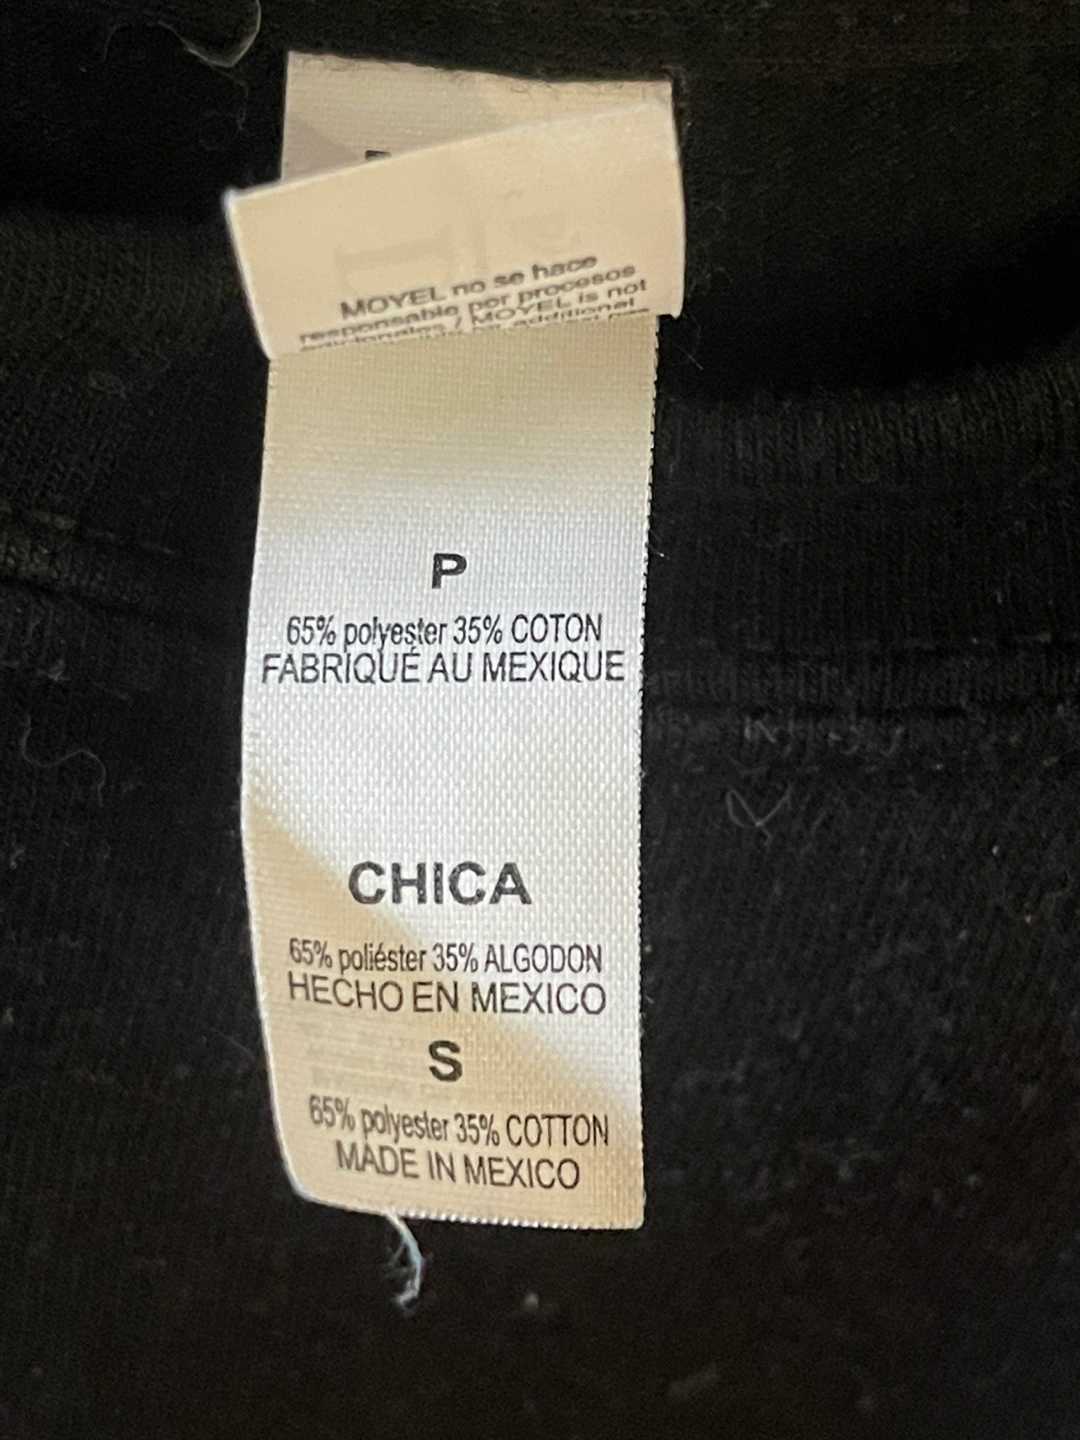 MOYEL no se hace
responsable por procesos
/ MOYEL is not
additional
P
65% polyester 35% COTON
FABRIQUÉ AU MEXIQUE
CHICA
65% poliéster 35% ALGODON
HECHO EN MEXICO
S
65% polyester 35% COTTON
MADE IN MEXICO